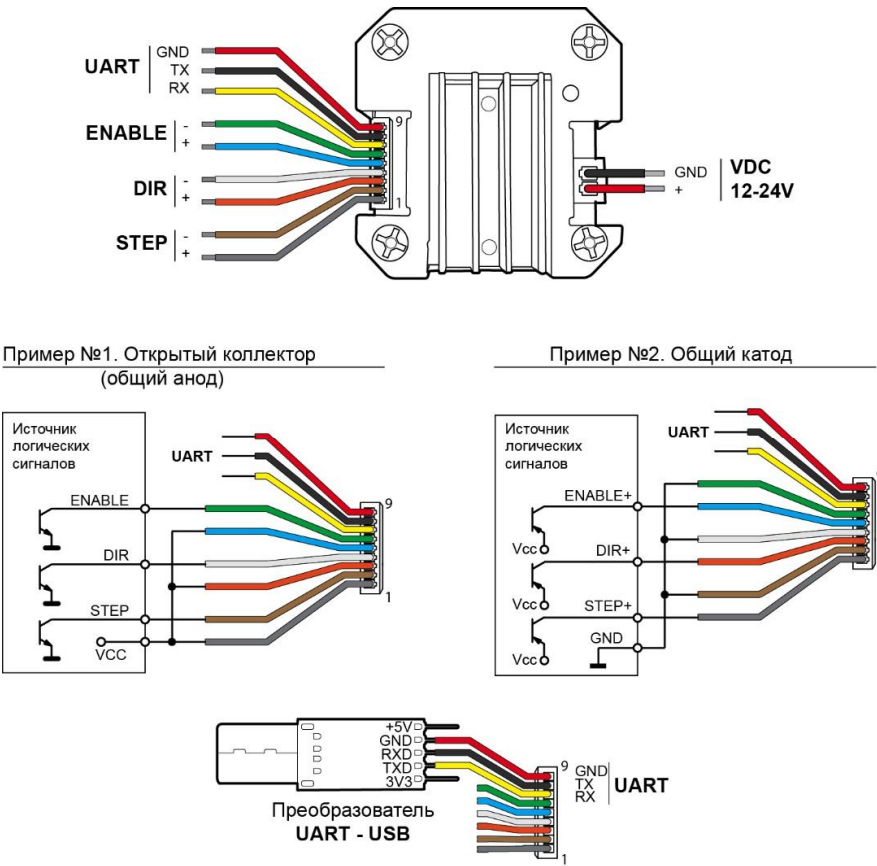 UART
GND
TX
RX
ENABLE
-
+
DIR
-
+
STEP
-
+
9
1
GND
+
VDC
12-24V
Пример №1. Открытый коллектор
(общий анод)
Источник
логических
сигналов
ENABLE
DIR
STEP
VCC
UART
9
1
Пример №2. Общий катод
Источник
логических
сигналов
ENABLE+
Vcc
DIR+
Vcc
STEP+
Vcc
GND
UART
+5V
GND
RXD
TXD
3V3
Преобразователь
UART - USB
9
1
GND
TX
RX
UART